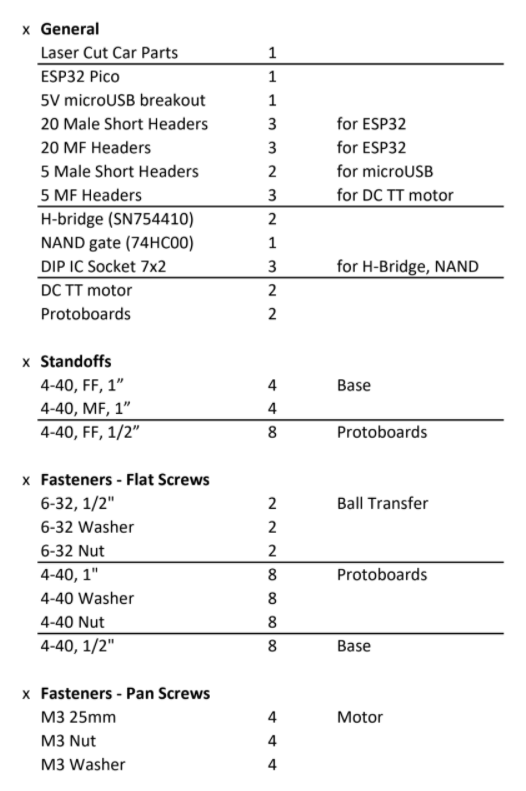 x General
Laser Cut Car Parts 1
ESP32 Pico 1
5V microUSB breakout 1
20 Male Short Headers 3 for ESP32
20 MF Headers 3 for ESP32
5 Male Short Headers 2 for microUSB
5 MF Headers 3 for DC TT motor
H-bridge (SN754410) 2
NAND gate (74HC00) 1
DIP IC Socket 7x2 3 for H-Bridge, NAND
DC TT motor 2
Protoboards 2
x Standoffs
4-40, FF, 1” 4 Base
4-40, MF, 1” 4
4-40, FF, 1/2” 8 Protoboards
x Fasteners - Flat Screws
6-32, 1/2" 2 Ball Transfer
6-32 Washer 2
6-32 Nut 2
4-40, 1" 8 Protoboards
4-40 Washer 8
4-40 Nut 8
4-40, 1/2" 8 Base
x Fasteners - Pan Screws
M3 25mm 4 Motor
M3 Nut 4
M3 Washer 4